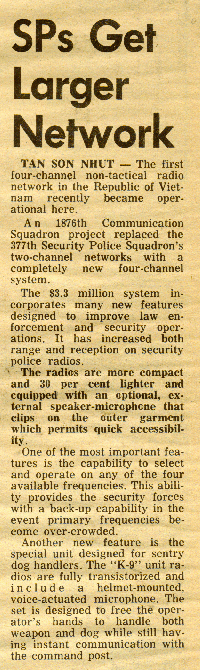 SPs Get
Larger
Network
TAN SON NHUT — The first
four-channel non-tactical radio
network in the Republic of Viet-
nam recently became oper-
ational here.
An 1876th Communication
Squadron project replaced the
377th Security Police Squadron's
two-channel networks with a
completely new four-channel
system.
The $3.3 million system in-
corporates many new features
designed to improve law en-
forcement and security oper-
ations. It has increased both
range and reception on security
police radios.
The radios are more compact
and 30 per cent lighter and
equipped with an optional, ex-
ternal speaker-microphone that
clips on the outer garment
which permits quick accessibil-
ity.
One of the most important fea-
tures is the capability to select
and operate on any of the four
available frequencies. This abili-
ty provides the security forces
with a back-up capability in the
event primary frequencies be-
come over-crowded.
Another new feature is the
special unit designed for sentry
dog handlers. The "K-9" unit ra-
dios are fully transistorized and
include a helmet-mounted,
voice-actuated microphone. The
set is designed to free the oper-
ator's hands to handle both
weapon and dog while still hav-
ing instant communication with
the command post.